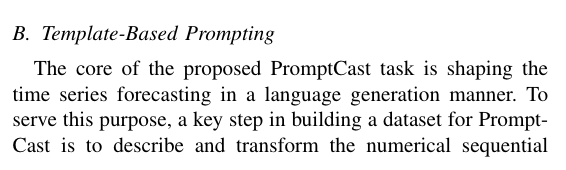 B. Template-Based Prompting
The core of the proposed PromptCast task is shaping the
time series forecasting in a language generation manner. To
serve this purpose, a key step in building a dataset for Prompt-
Cast is to describe and transform the numerical sequential